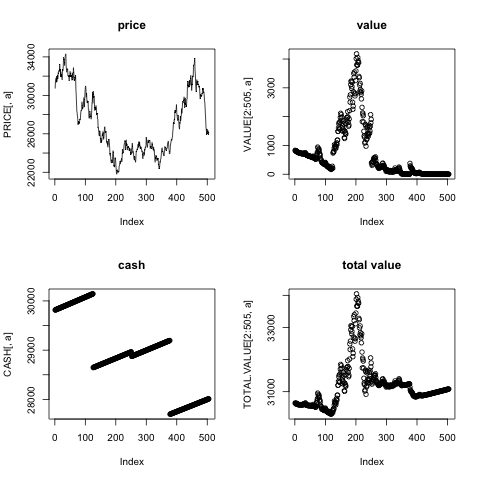 price
PRICE[, a]
22000 26000 30000 34000
0 100 200 300 400 500
Index
value
VALUE[2:505, a]
0 1000 3000
0 100 200 300 400 500
Index
cash
CASH[, a]
28000 29000 30000
0 100 200 300 400 500
Index
total value
TOTAL.VALUE[2:505, a]
31000 33000
0 100 200 300 400 500
Index